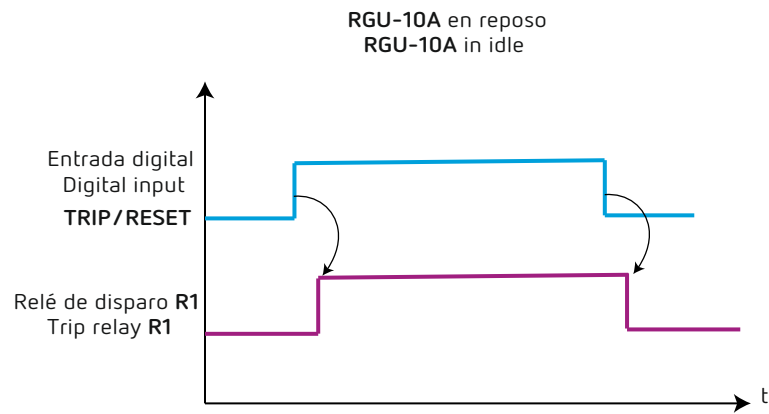 RGU-10A en reposo
RGU-10A in idle
Entrada digital
Digital input
TRIP/RESET
Relé de disparo R1
Trip relay R1
t